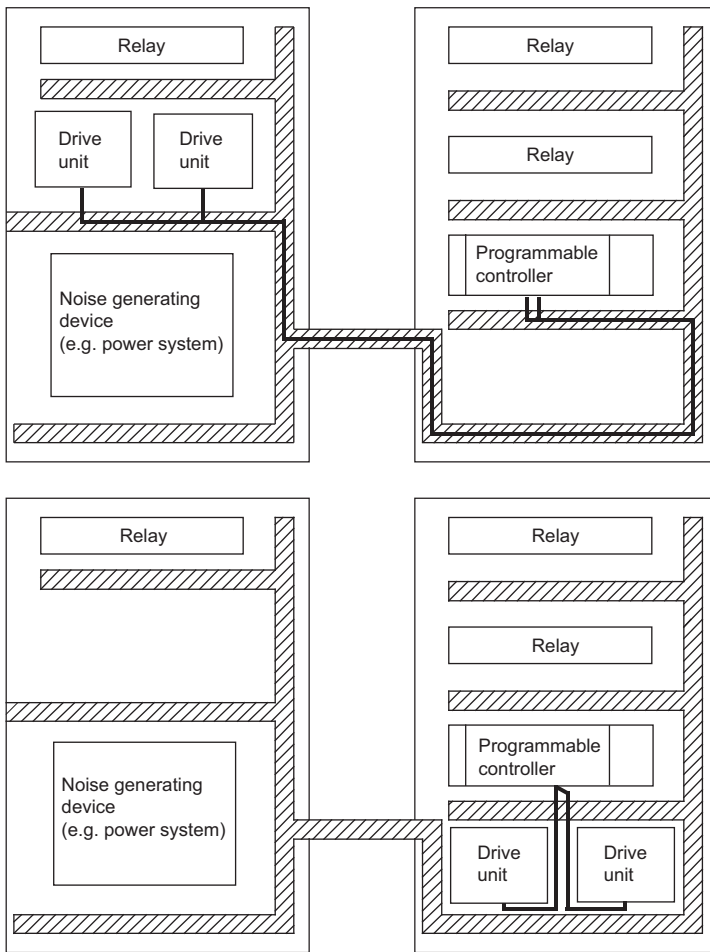 Relay
Drive
unit
Drive
unit
Noise generating
device
(e.g. power system)
Relay
Relay
Programmable
controller
Relay
Noise generating
device
(e.g. power system)
Relay
Relay
Programmable
controller
Drive
unit
Drive
unit